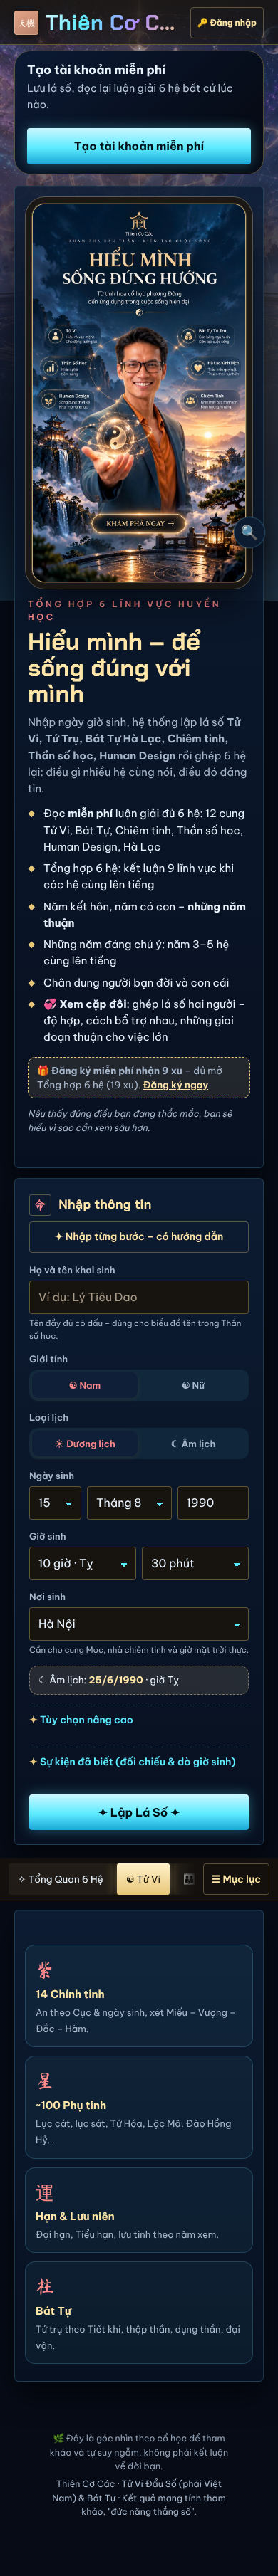 天機 Thiên Cơ C... 🔑 Đăng nhập
Tạo tài khoản miễn phí
Lưu lá số, đọc lại luận giải 6 hệ bất cứ lúc
nào.
Tạo tài khoản miễn phí
Thiên Cơ Các
HIỂU MÌNH
SỐNG ĐÚNG HƯỚNG
Từ tinh hoa cổ học phương Đông
đến ứng dụng trong cuộc sống hiện đại.
Tử Vi
Bát Tự Tứ Trụ
Thần Số Học
Hà Lạc Kinh Dịch
Human Design
Chiêm Tinh
KHÁM PHÁ NGAY →
TỔNG HỢP 6 LĨNH VỰC HUYỀN
HỌC
Hiểu mình — để
sống đúng với
mình
Nhập ngày giờ sinh, hệ thống lập lá số Tử
Vi, Tứ Trụ, Bát Tự Hà Lạc, Chiêm tinh,
Thần số học, Human Design rồi ghép 6 hệ
lại: điều gì nhiều hệ cùng nói, điều đó đáng
tin.
Đọc miễn phí luận giải đủ 6 hệ: 12 cung
Tử Vi, Bát Tự, Chiêm tinh, Thần số học,
Human Design, Hà Lạc
Tổng hợp 6 hệ: kết luận 9 lĩnh vực khi
các hệ cùng lên tiếng
Năm kết hôn, năm có con – những năm
thuận
Những năm đáng chú ý: năm 3–5 hệ
cùng lên tiếng
Chân dung người bạn đời và con cái
💞 Xem cặp đôi: ghép lá số hai người –
độ hợp, cách bổ trợ nhau, những giai
đoạn thuận cho việc lớn
🎁 Đăng ký miễn phí nhận 9 xu – đủ mở
Tổng hợp 6 hệ (19 xu). Đăng ký ngay
Nếu thấy đúng điều bạn đang thắc mắc, bạn sẽ
hiểu vì sao cần xem sâu hơn.
命 Nhập thông tin
✦ Nhập từng bước – có hướng dẫn
Họ và tên khai sinh
Ví dụ: Lý Tiêu Dao
Tên đầy đủ có dấu – dùng cho biểu đồ tên trong Thần
số học.
Giới tính
☯ Nam ☯ Nữ
Loại lịch
☀ Dương lịch ☾ Âm lịch
Ngày sinh
15 Tháng 8 1990
Giờ sinh
10 giờ · Tỵ 30 phút
Nơi sinh
Hà Nội
Cần cho cung Mọc, nhà chiêm tinh và giờ mặt trời thực.
☾ Âm lịch: 25/6/1990 · giờ Tỵ
✦ Tùy chọn nâng cao
✦ Sự kiện đã biết (đối chiếu & dò giờ sinh)
✦ Lập Lá Số ✦
✧ Tổng Quan 6 Hệ ☯ Tử Vi ☰ Mục lục
紫
14 Chính tinh
An theo Cục & ngày sinh, xét Miếu – Vượng –
Đắc – Hãm.
星
~100 Phụ tinh
Lục cát, lục sát, Tứ Hóa, Lộc Mã, Đào Hồng
Hỷ…
運
Hạn & Lưu niên
Đại hạn, Tiểu hạn, lưu tinh theo năm xem.
柱
Bát Tự
Tứ trụ theo Tiết khí, thập thần, dụng thần, đại
vận.
🌿 Đây là góc nhìn theo cổ học để tham
khảo và tự suy ngẫm, không phải kết luận
về đời bạn.
Thiên Cơ Các · Tử Vi Đẩu Số (phái Việt
Nam) & Bát Tự · Kết quả mang tính tham
khảo, "đức năng thắng số".